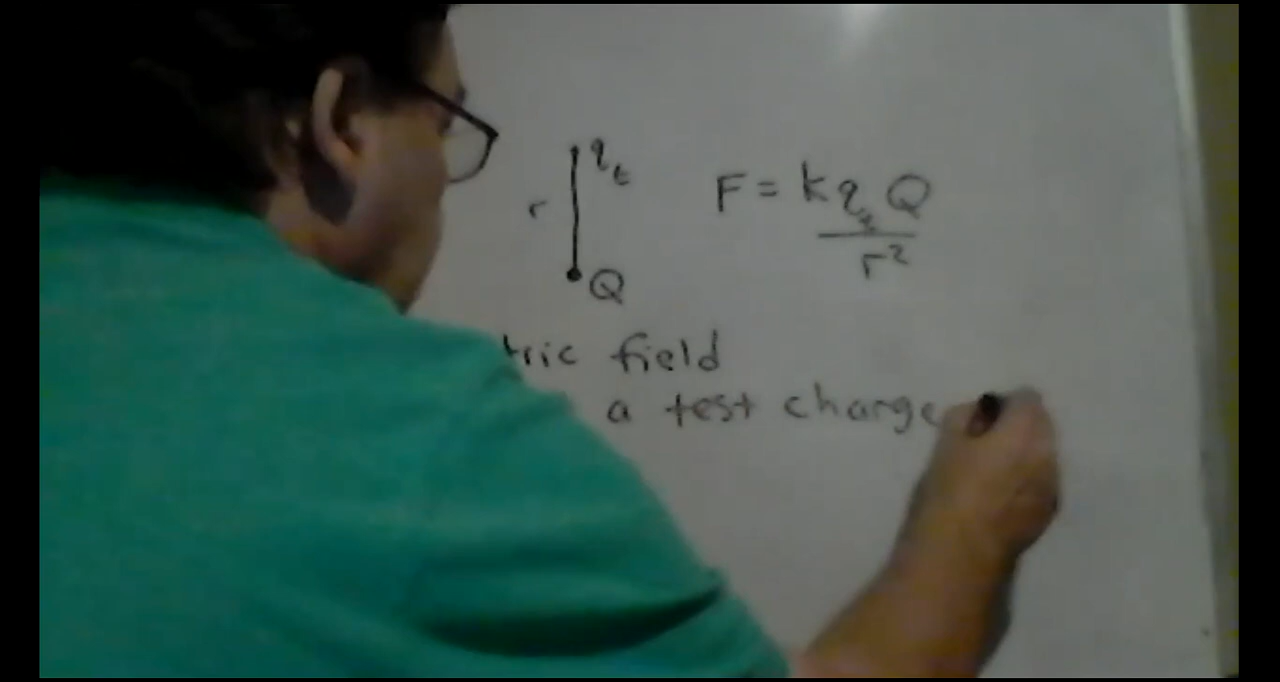 q_t
r
F = k q_t Q
r²
Q
tric field
a test charge